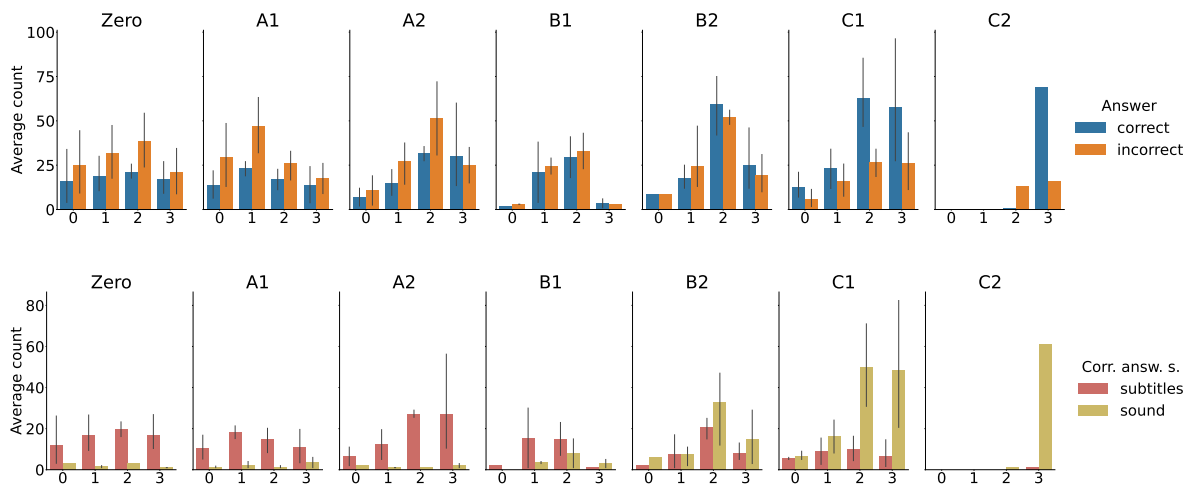 Zero A1 A2 B1 B2 C1 C2
100
75
50
25
0
Average count
0 1 2 3 0 1 2 3 0 1 2 3 0 1 2 3 0 1 2 3 0 1 2 3 0 1 2 3
Answer
correct
incorrect
Zero A1 A2 B1 B2 C1 C2
80
60
40
20
0
Average count
0 1 2 3 0 1 2 3 0 1 2 3 0 1 2 3 0 1 2 3 0 1 2 3 0 1 2 3
Corr. answ. s.
subtitles
sound